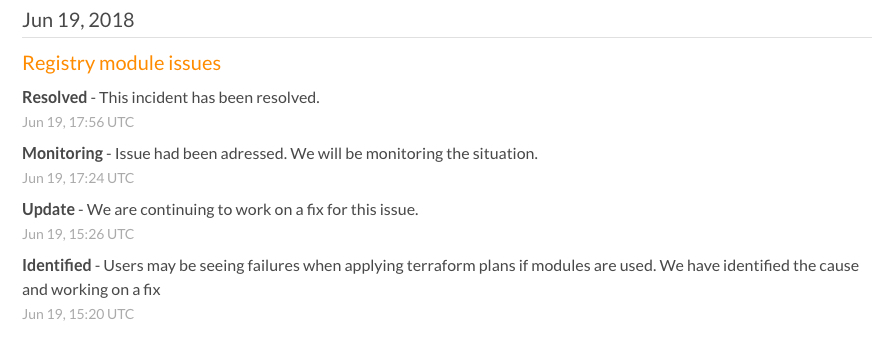 Jun 19, 2018
Registry module issues
Resolved - This incident has been resolved.
Jun 19, 17:56 UTC
Monitoring - Issue had been adressed. We will be monitoring the situation.
Jun 19, 17:24 UTC
Update - We are continuing to work on a fix for this issue.
Jun 19, 15:26 UTC
Identified - Users may be seeing failures when applying terraform plans if modules are used. We have identified the cause
and working on a fix
Jun 19, 15:20 UTC